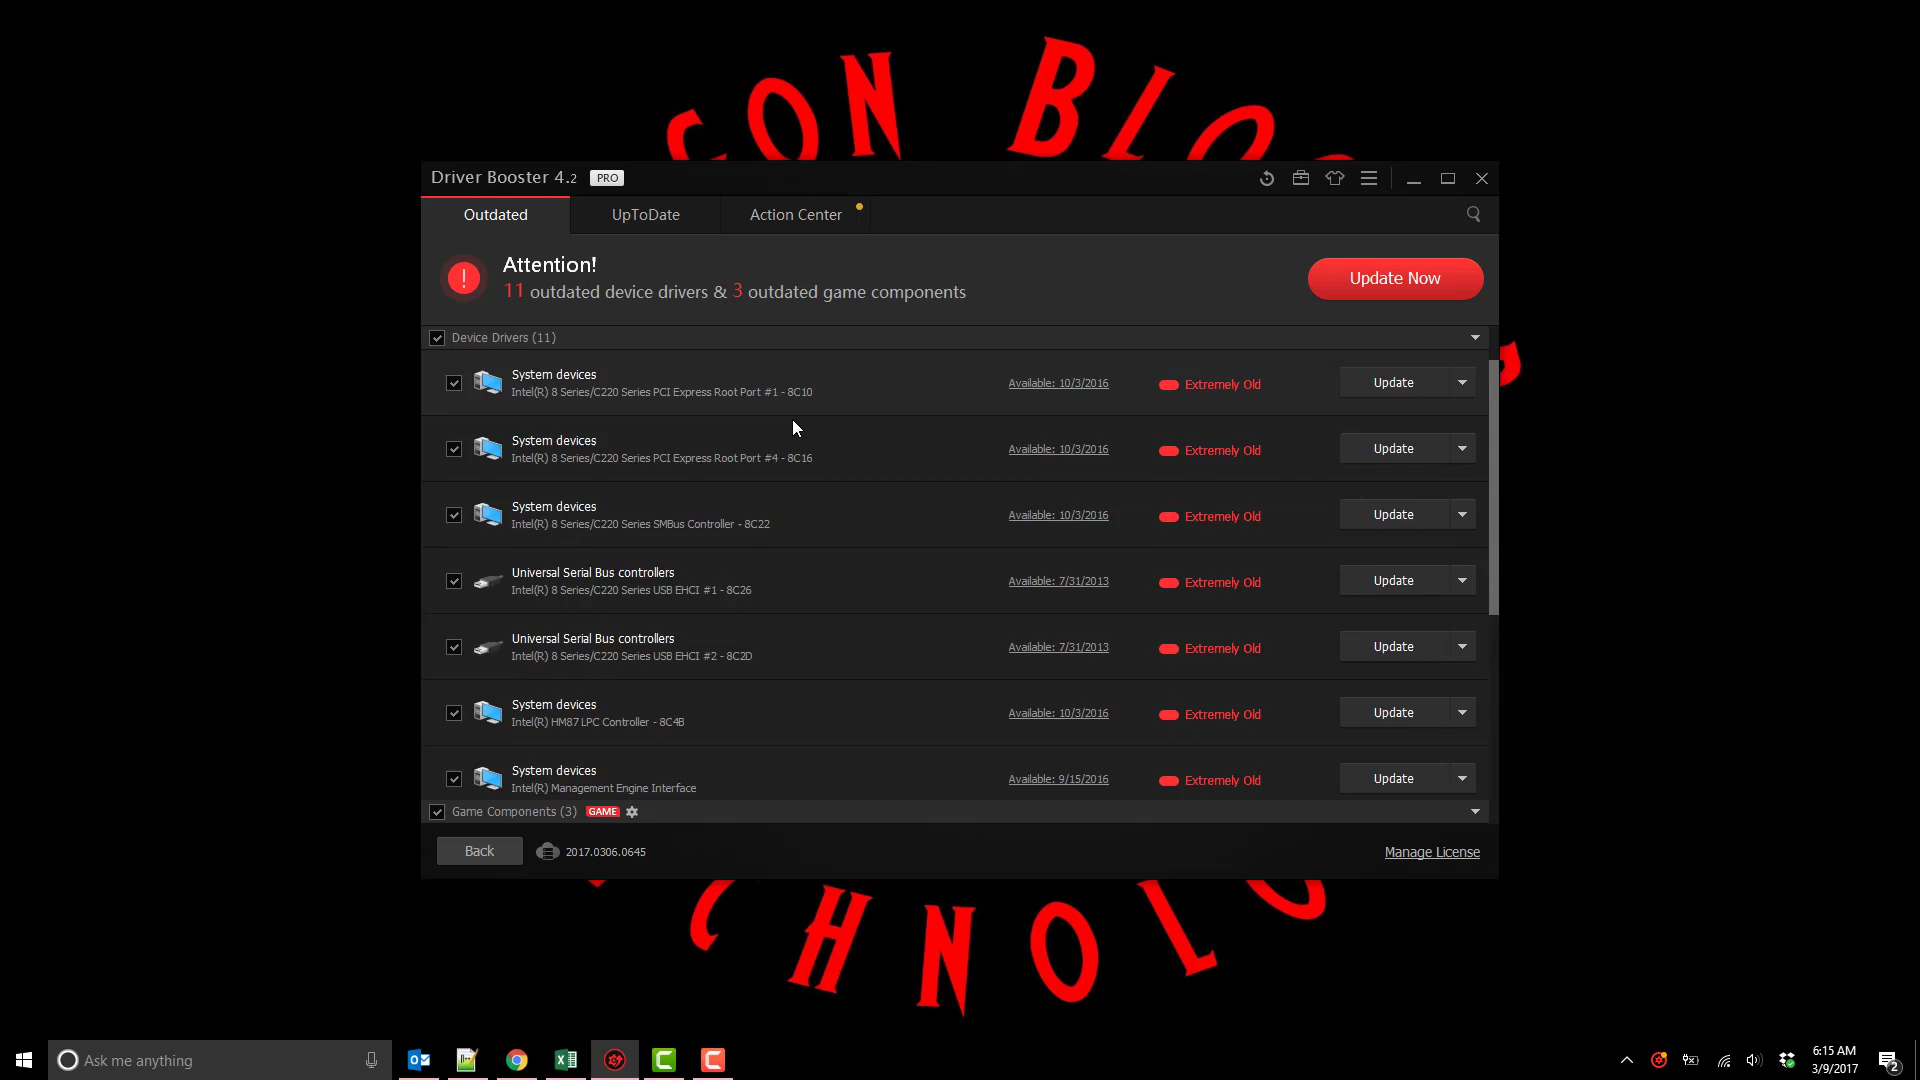 CON BLOG
Driver Booster 4.2 PRO
Outdated UpToDate Action Center
Attention!
11 outdated device drivers & 3 outdated game components
Update Now
Device Drivers (11)
System devices
Intel(R) 8 Series/C220 Series PCI Express Root Port #1 - 8C10
Available: 10/3/2016 Extremely Old Update
System devices
Intel(R) 8 Series/C220 Series PCI Express Root Port #4 - 8C16
Available: 10/3/2016 Extremely Old Update
System devices
Intel(R) 8 Series/C220 Series SMBus Controller - 8C22
Available: 10/3/2016 Extremely Old Update
Universal Serial Bus controllers
Intel(R) 8 Series/C220 Series USB EHCI #1 - 8C26
Available: 7/31/2013 Extremely Old Update
Universal Serial Bus controllers
Intel(R) 8 Series/C220 Series USB EHCI #2 - 8C2D
Available: 7/31/2013 Extremely Old Update
System devices
Intel(R) HM87 LPC Controller - 8C4B
Available: 10/3/2016 Extremely Old Update
System devices
Intel(R) Management Engine Interface
Available: 9/15/2016 Extremely Old Update
Game Components (3) GAME
Back 2017.0306.0645 Manage License
Ask me anything
6:15 AM
3/9/2017
2